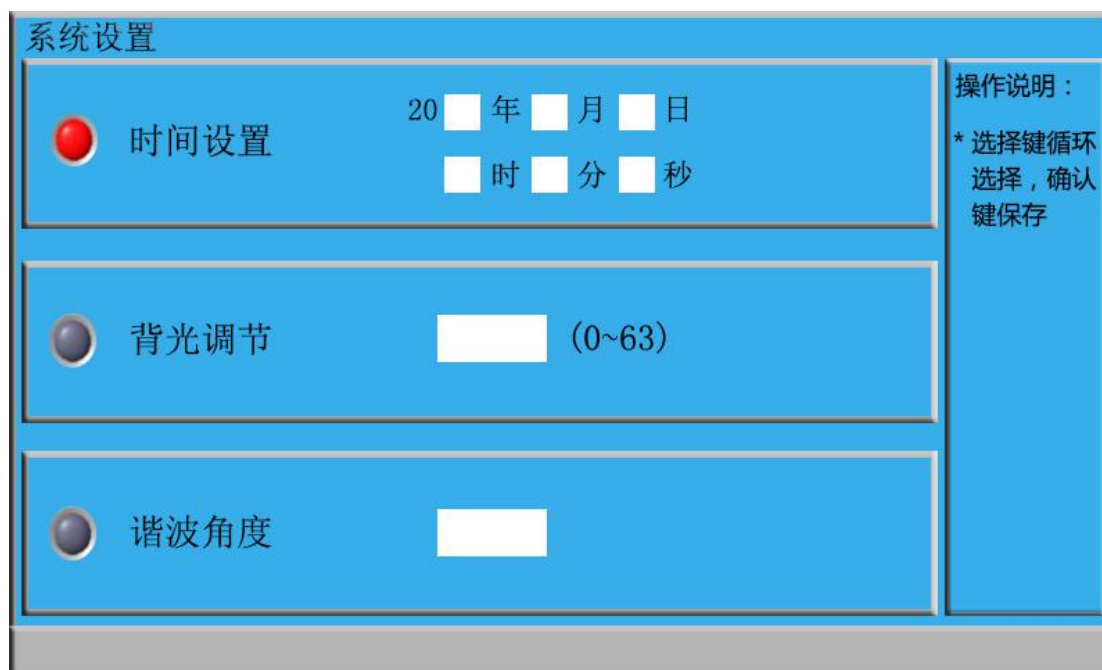 系统设置
时间设置
20 年 月 日
时 分 秒
背光调节 (0~63)
谐波角度
操作说明：
* 选择键循环
选择，确认
键保存